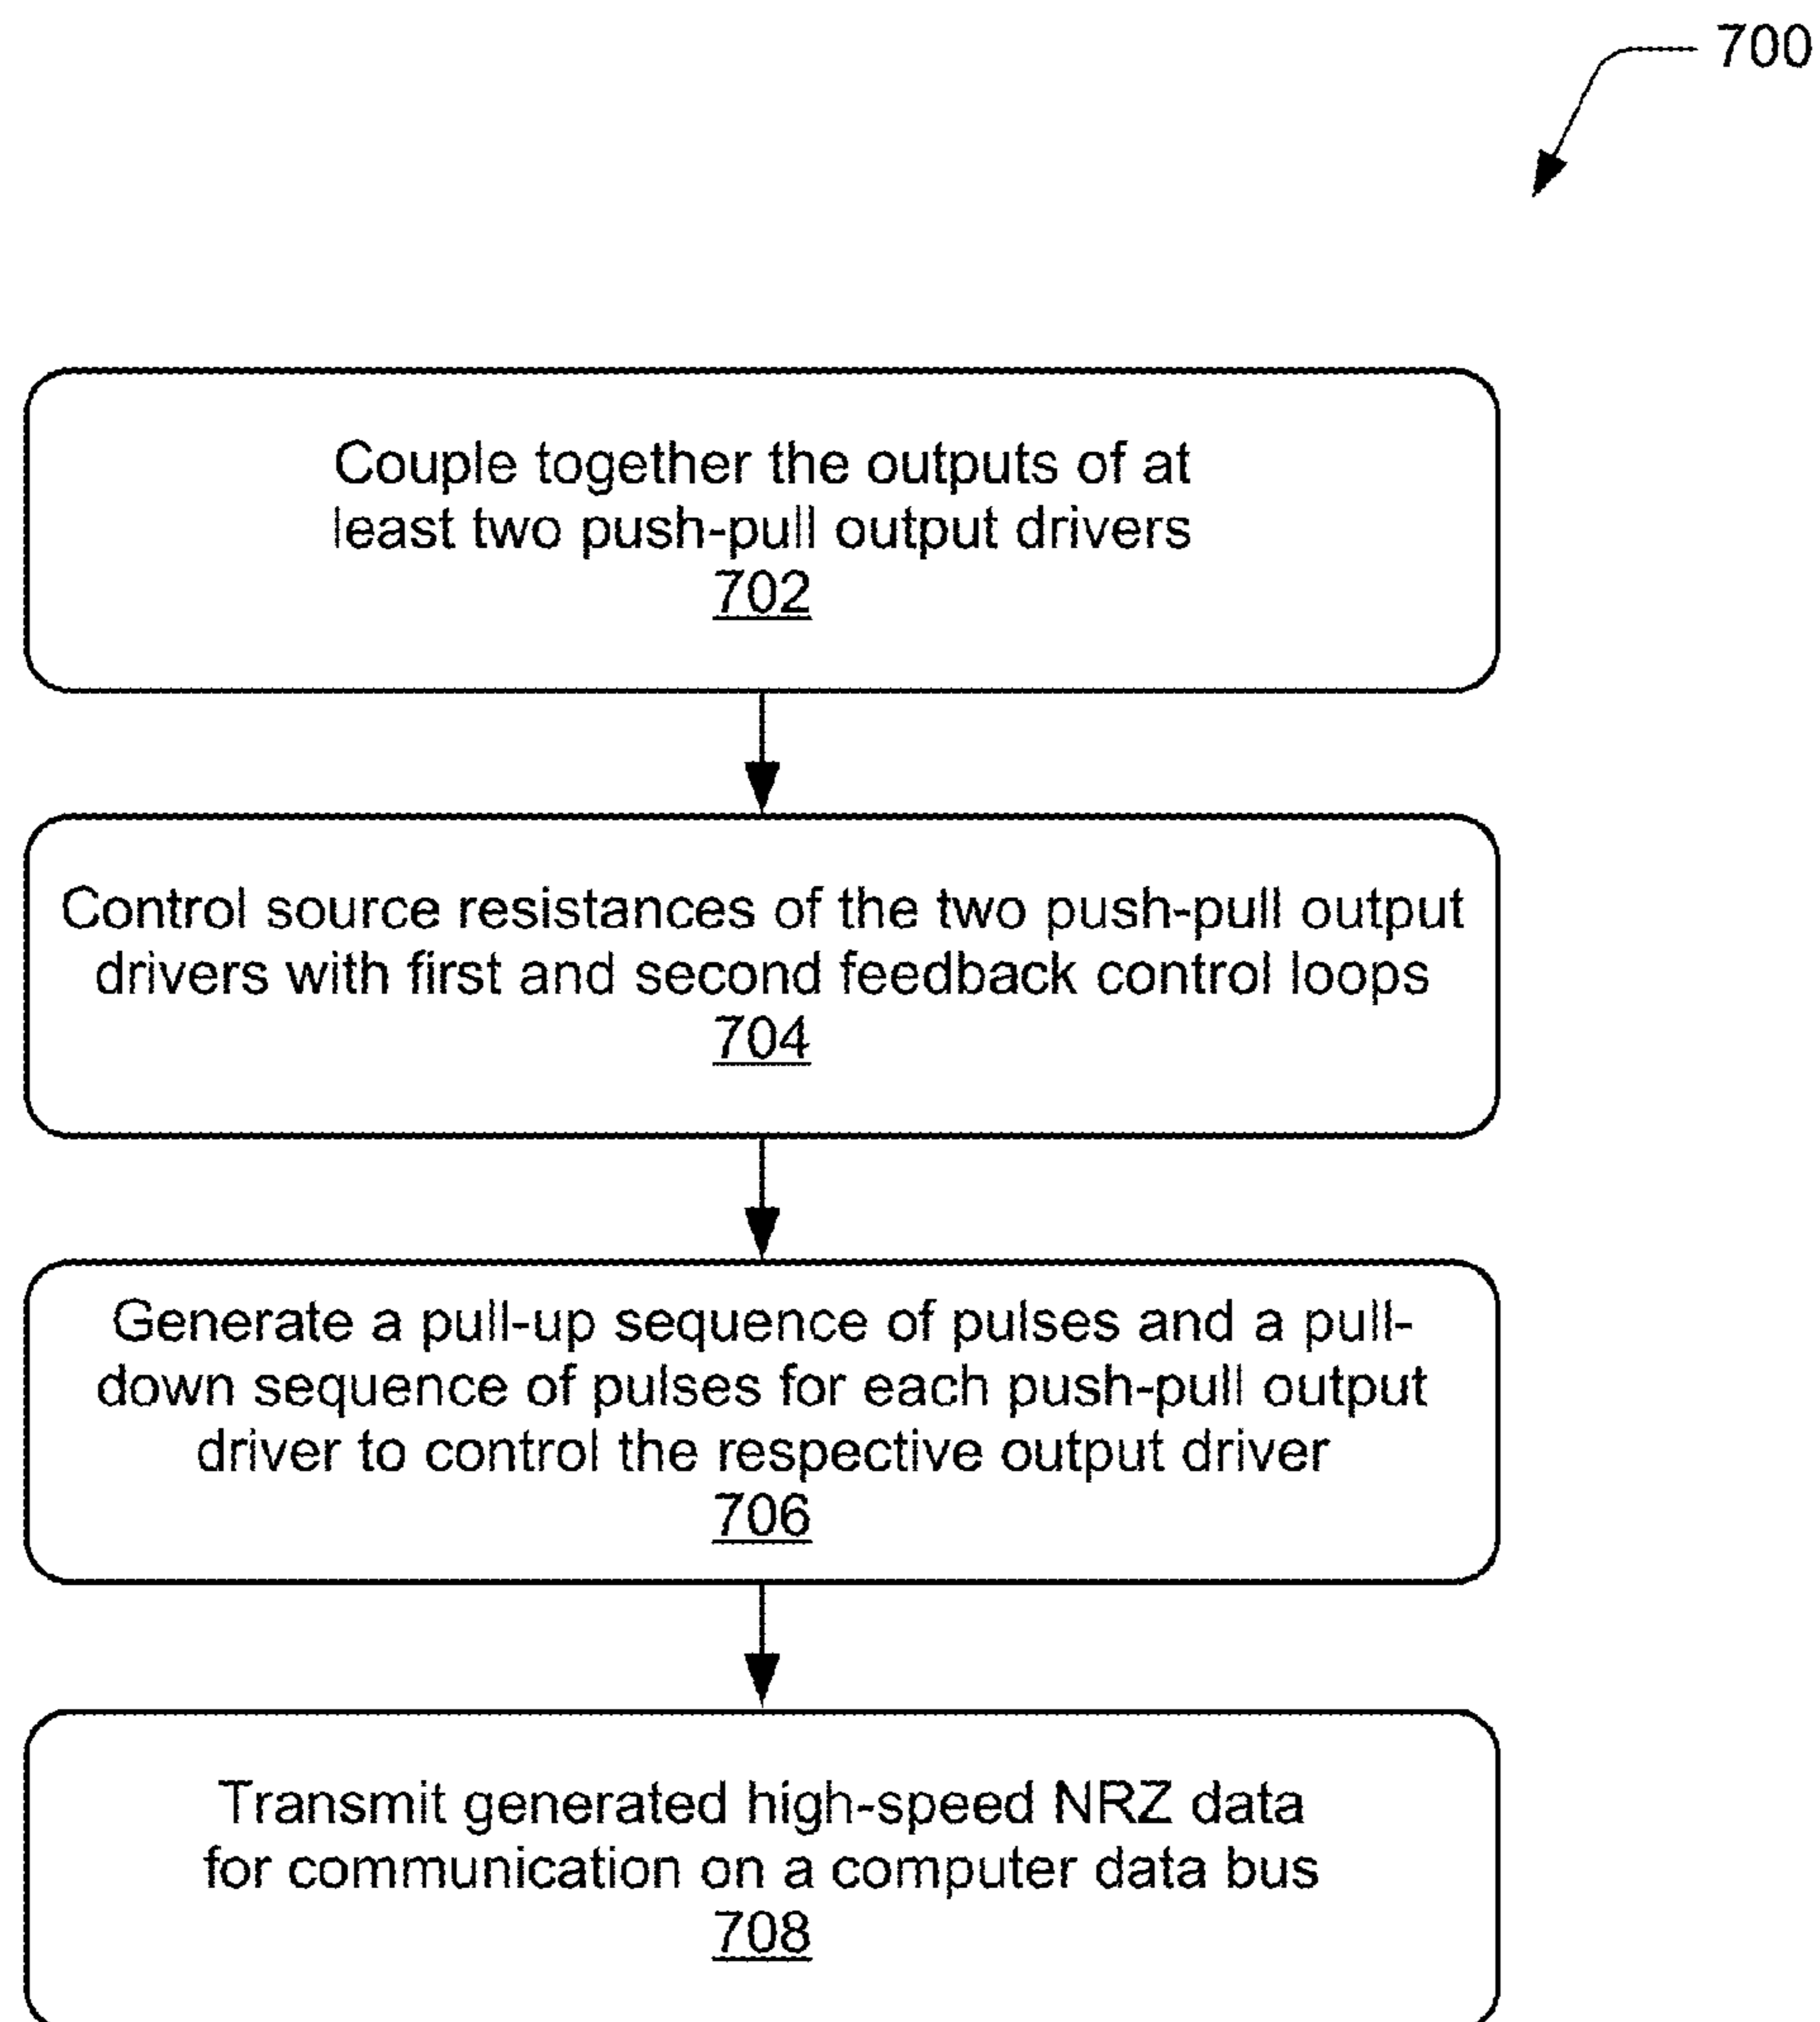 700
Couple together the outputs of at
least two push-pull output drivers
702
Control source resistances of the two push-pull output
drivers with first and second feedback control loops
704
Generate a pull-up sequence of pulses and a pull-
down sequence of pulses for each push-pull output
driver to control the respective output driver
706
Transmit generated high-speed NRZ data
for communication on a computer data bus
708